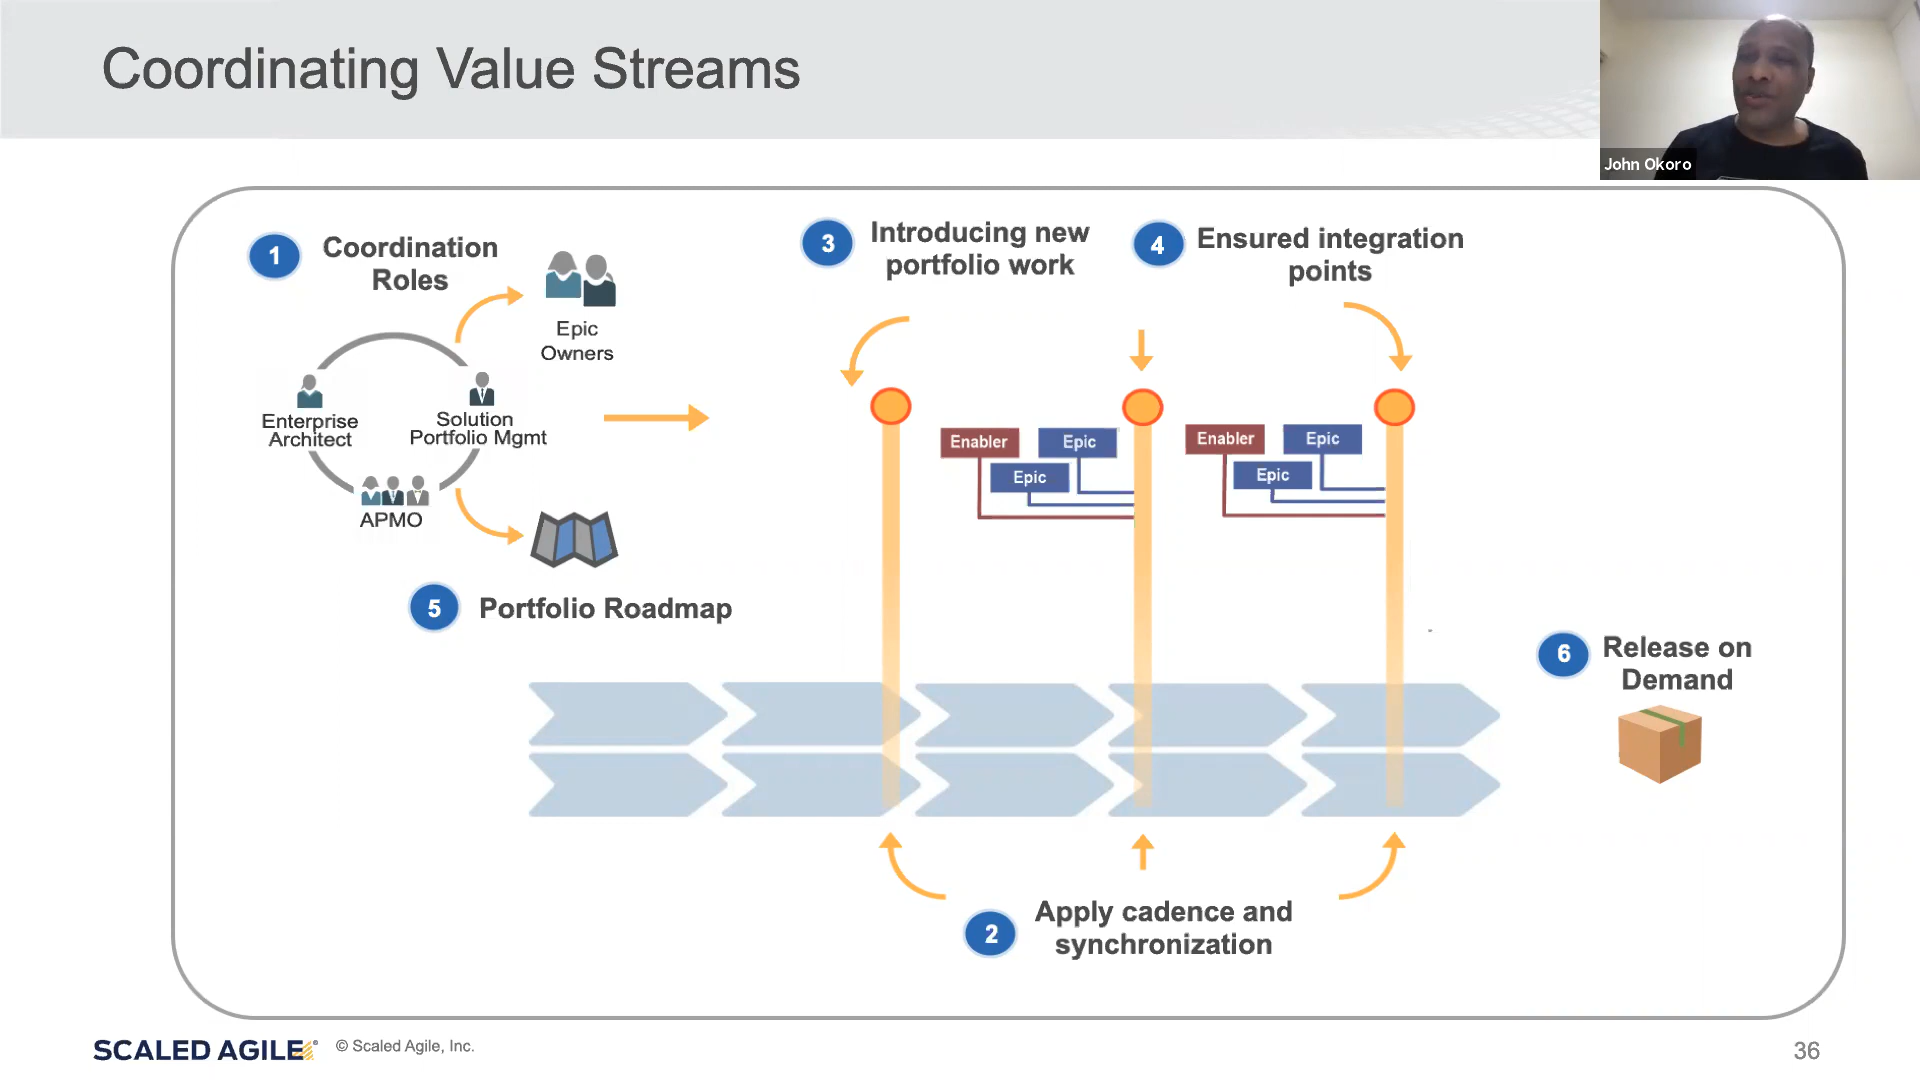 Coordinating Value Streams
John Okoro
1
Coordination
Roles
Epic
Owners
Enterprise
Architect
Solution
Portfolio Mgmt
APMO
5
Portfolio Roadmap
3
Introducing new
portfolio work
4
Ensured integration
points
Enabler
Epic
Epic
Enabler
Epic
Epic
6
Release on
Demand
2
Apply cadence and
synchronization
SCALED AGILE
© Scaled Agile, Inc.
36